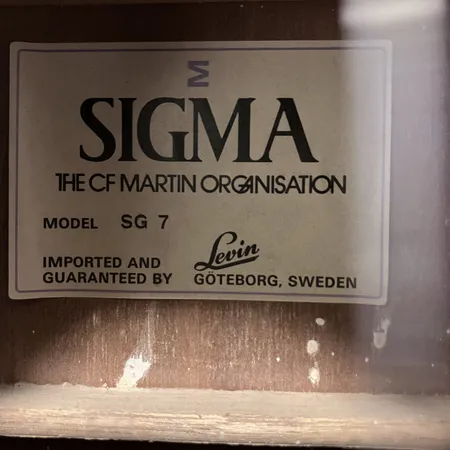 Σ
SIGMA
THE CF MARTIN ORGANISATION
MODEL SG 7
IMPORTED AND
GUARANTEED BY Levin GÖTEBORG, SWEDEN